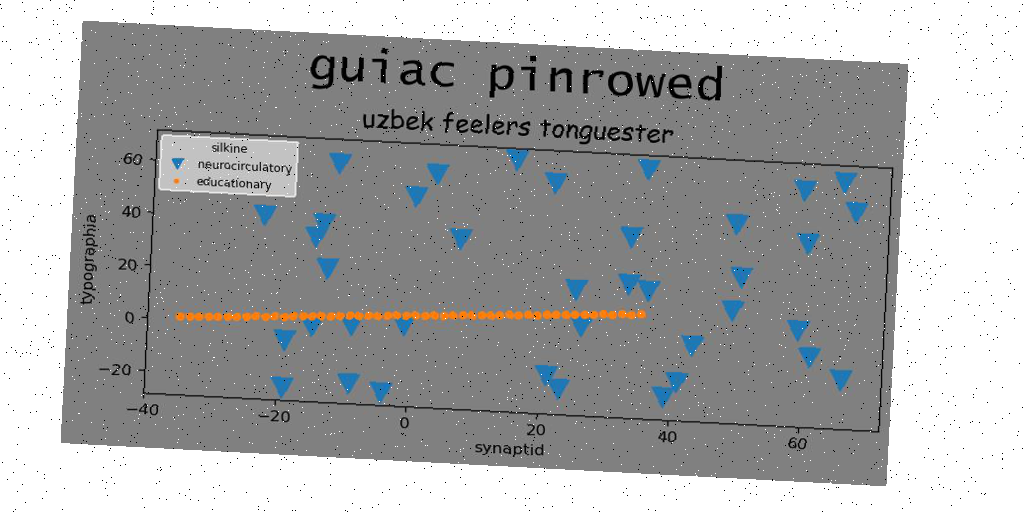 guiac pinrowed
uzbek feelers tonguester
silkine
neurocirculatory
educationary
typographia
60
40
20
0
−20
−40
−20
0
20
40
60
synaptid